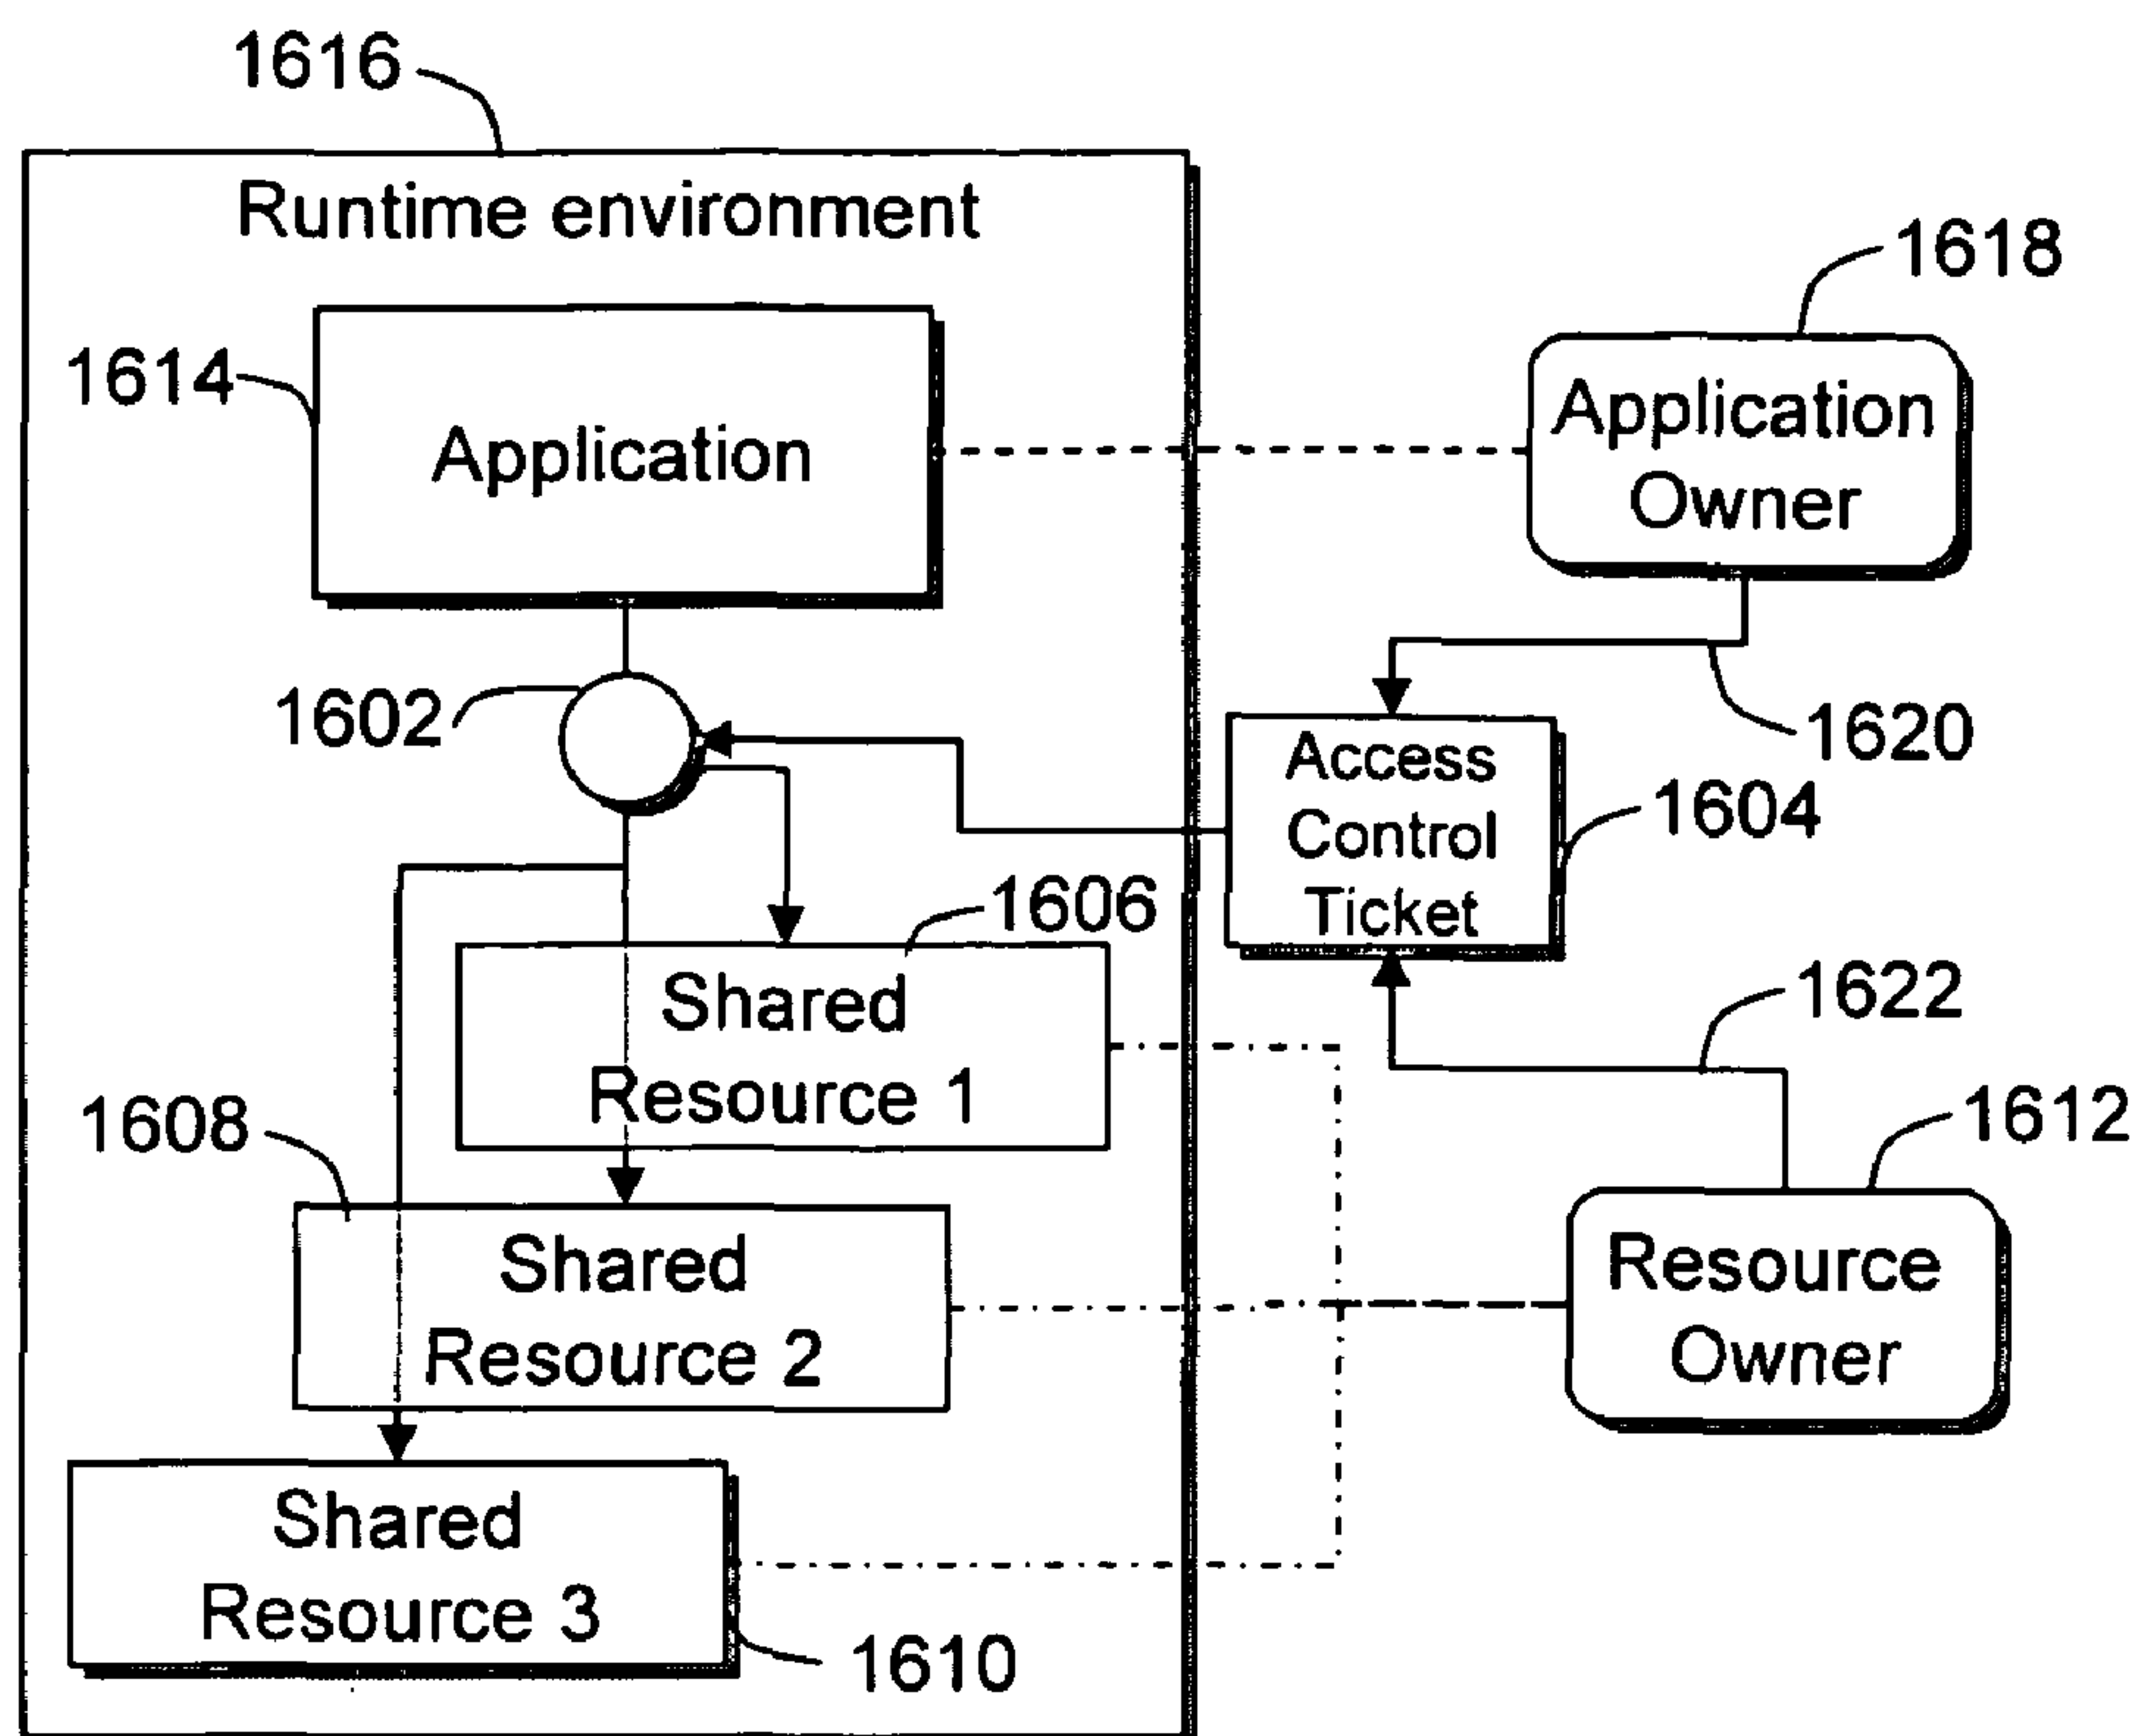 1616
Runtime environment
1618
1614
Application
Application
Owner
1602
1620
Access
Control
Ticket
1604
1606
Shared
Resource 1
1622
1608
1612
Shared
Resource 2
Resource
Owner
Shared
Resource 3
1610